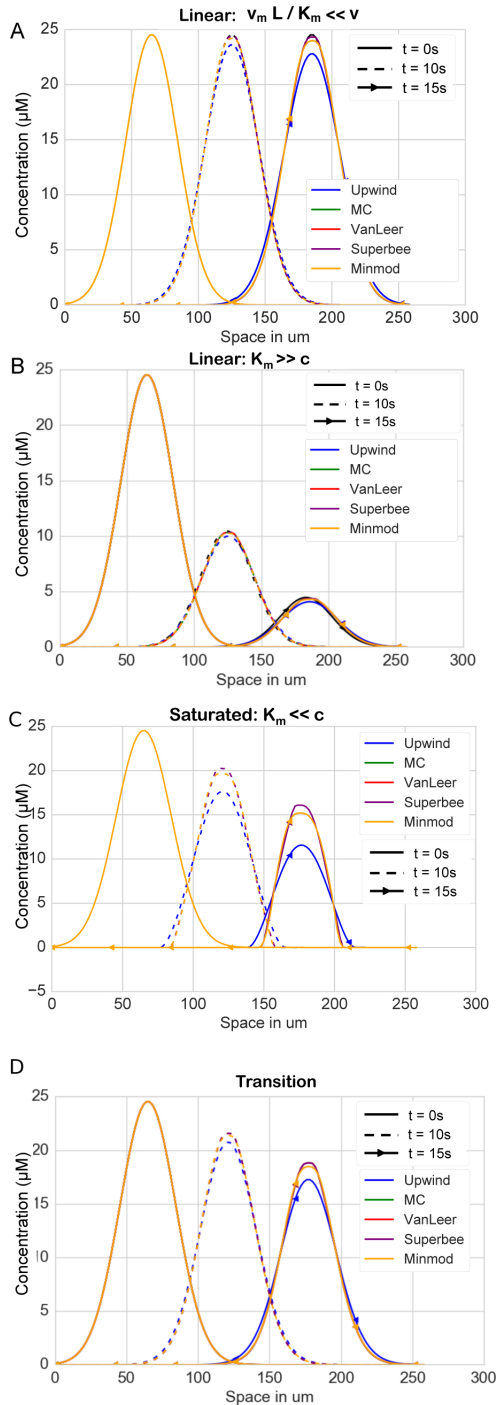 A
Linear: v_m L / K_m << v
25
20
15
10
5
0
Concentration (µM)
t = 0s
t = 10s
t = 15s
Upwind
MC
VanLeer
Superbee
Minmod
0 50 100 150 200 250 300
Space in um
B
Linear: K_m >> c
25
20
15
10
5
0
Concentration (µM)
t = 0s
t = 10s
t = 15s
Upwind
MC
VanLeer
Superbee
Minmod
0 50 100 150 200 250 300
Space in um
C
Saturated: K_m << c
25
20
15
10
5
0
−5
Concentration (µM)
Upwind
MC
VanLeer
Superbee
Minmod
t = 0s
t = 10s
t = 15s
0 50 100 150 200 250 300
Space in um
D
Transition
25
20
15
10
5
0
Concentration (µM)
t = 0s
t = 10s
t = 15s
Upwind
MC
VanLeer
Superbee
Minmod
0 50 100 150 200 250 300
Space in um